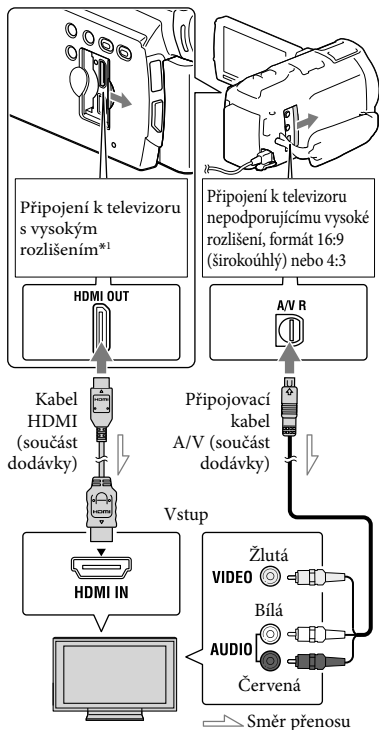 Připojení k televizoru
s vysokým
rozlišením*1
Připojení k televizoru
nepodporujícímu vysoké
rozlišení, formát 16:9
(širokoúhlý) nebo 4:3
HDMI OUT
A/V R
Kabel
HDMI
(součást
dodávky)
Připojovací
kabel
A/V (součást
dodávky)
HDMI
Vstup
HDMI IN
Žlutá
VIDEO
Bílá
AUDIO
Červená
Směr přenosu